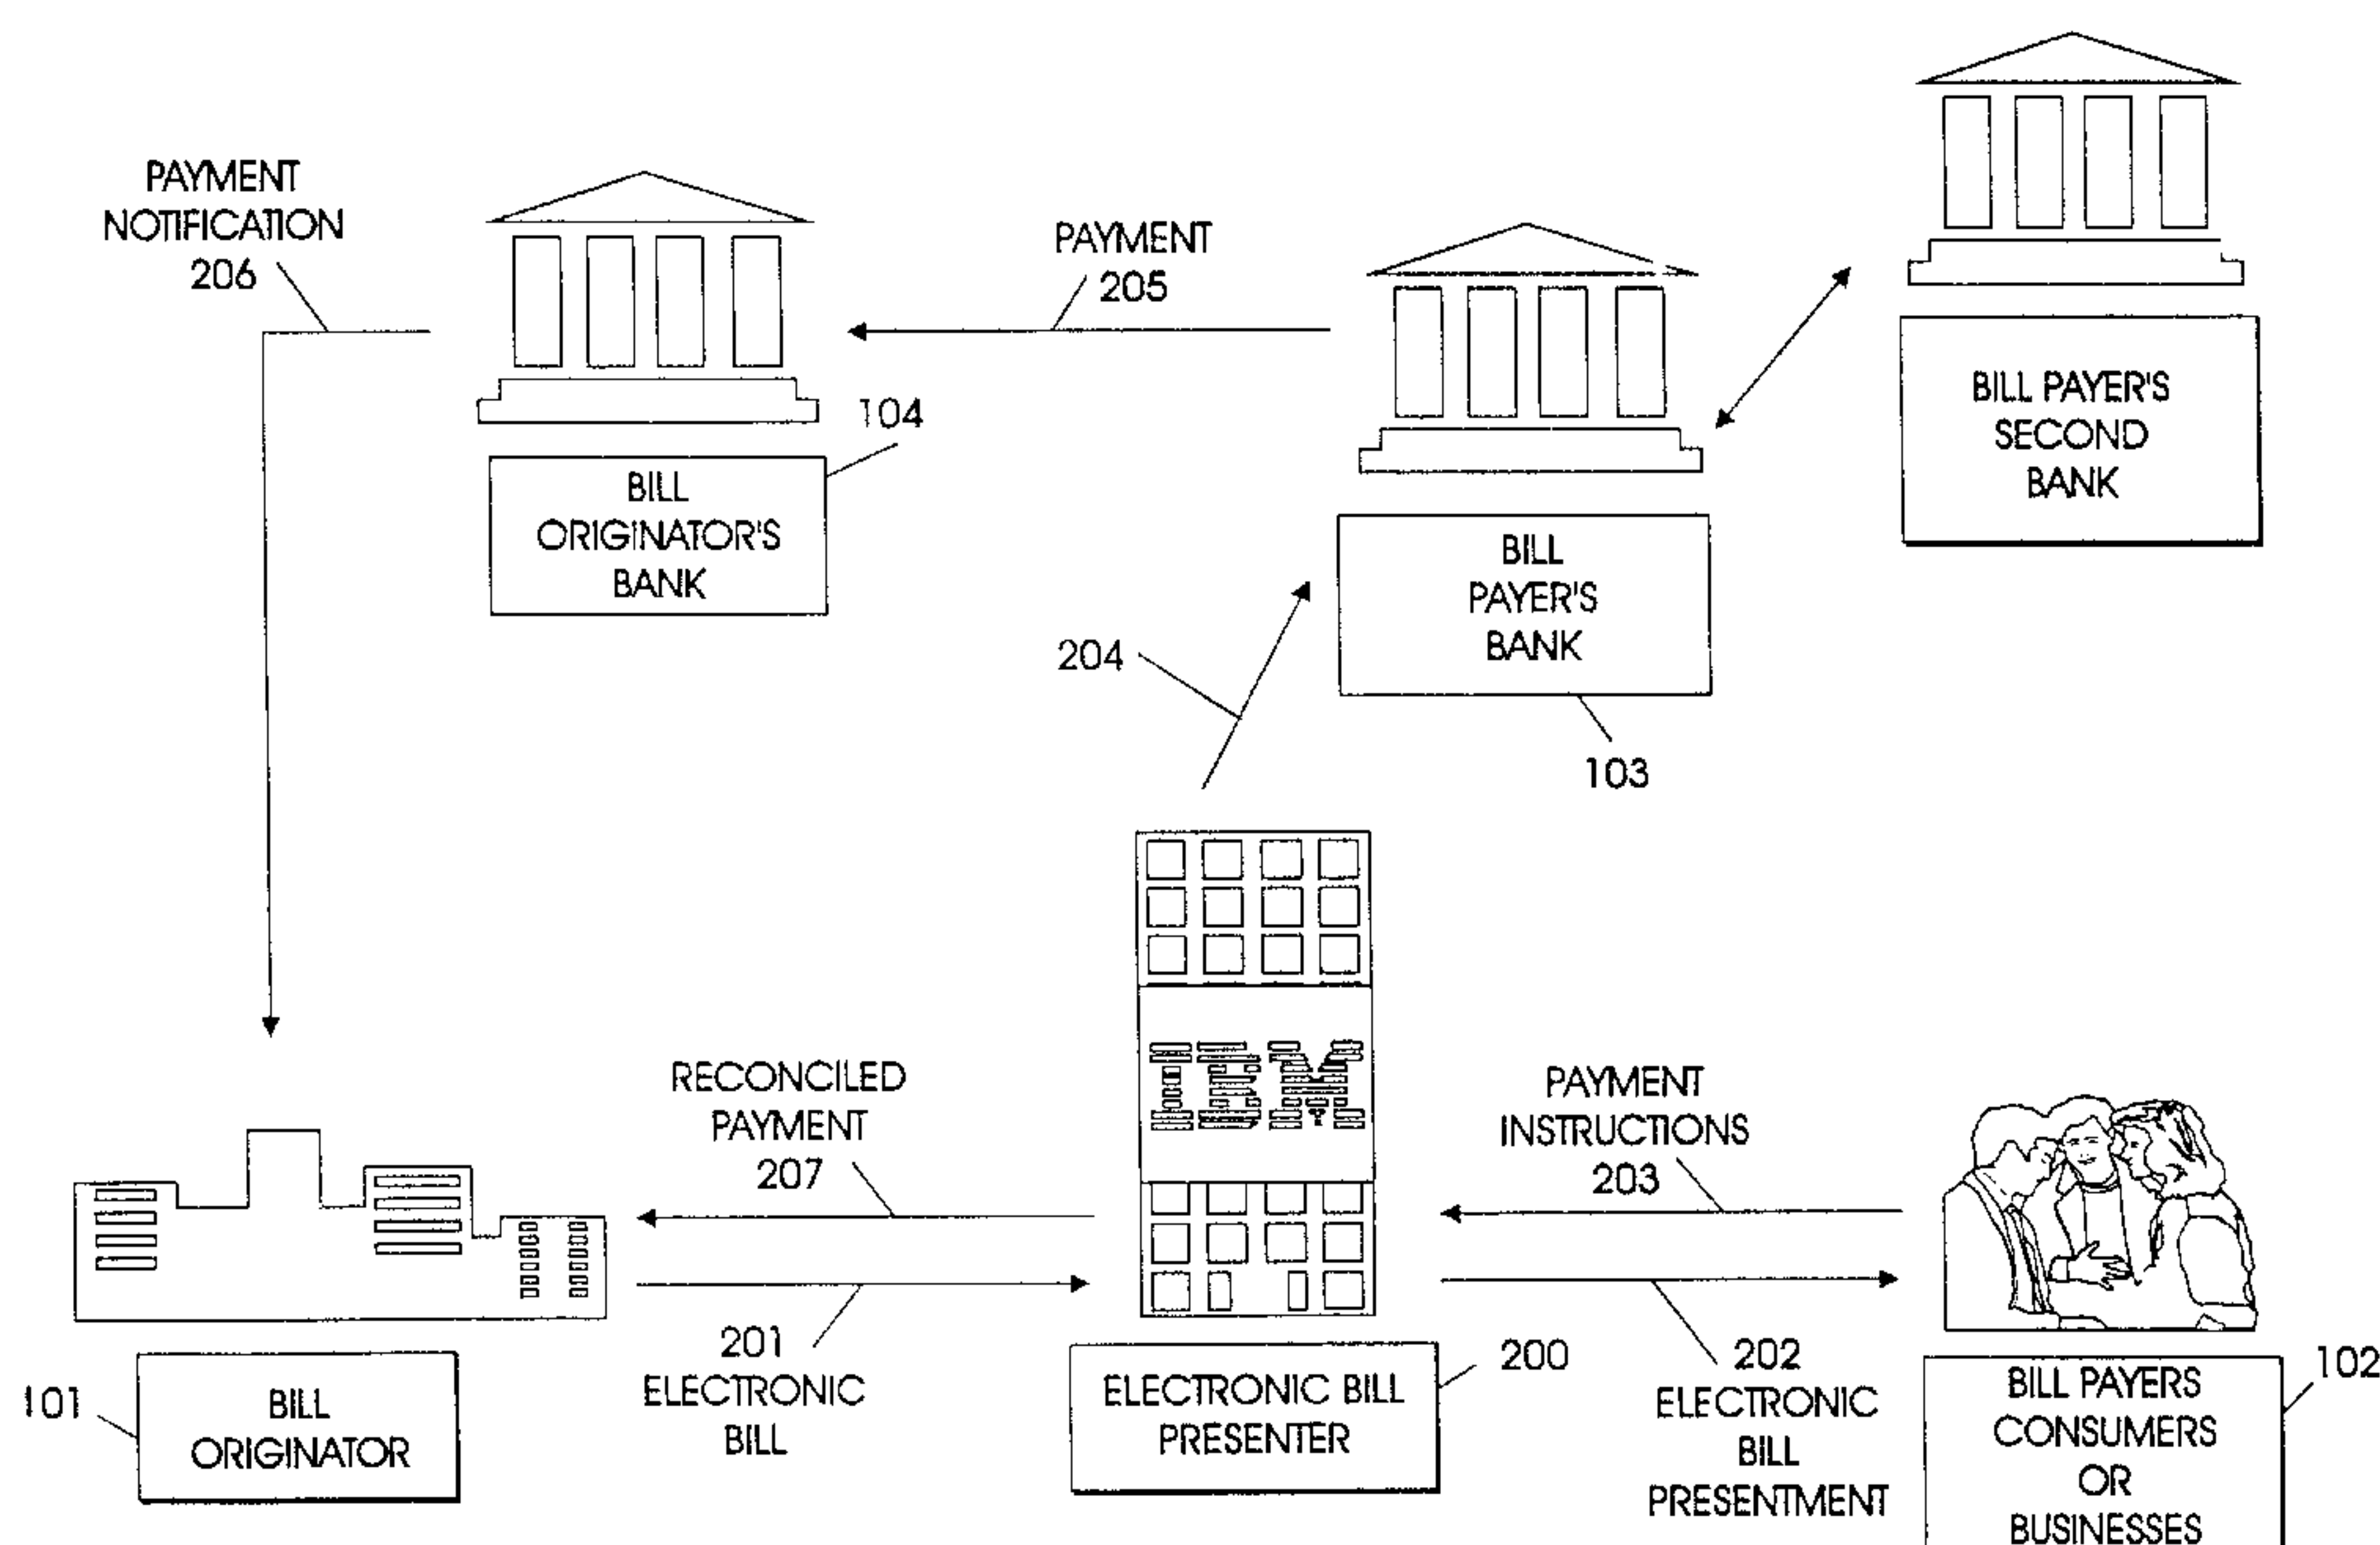 PAYMENT
NOTIFICATION
206
PAYMENT
205
104
BILL
ORIGINATOR'S
BANK
BILL PAYER'S
SECOND
BANK
BILL
PAYER'S
BANK
204
103
IBM
RECONCILED
PAYMENT
207
PAYMENT
INSTRUCTIONS
203
201
ELECTRONIC
BILL
202
ELECTRONIC
BILL
PRESENTMENT
101
BILL
ORIGINATOR
200
ELECTRONIC BILL
PRESENTER
102
BILL PAYERS
CONSUMERS
OR
BUSINESSES